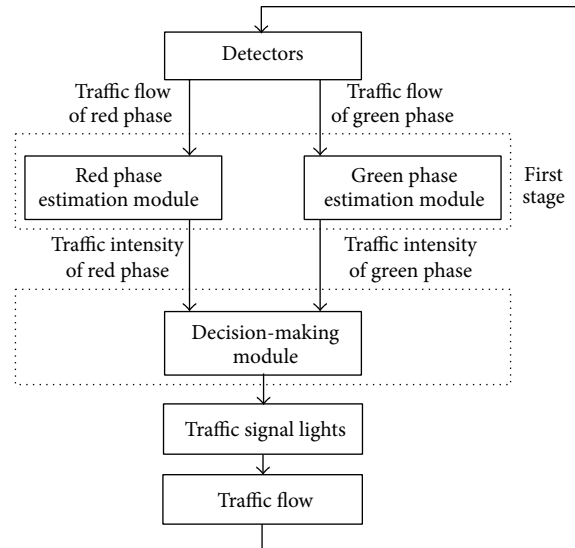 Detectors
Traffic flow
of red phase
Traffic flow
of green phase
Red phase
estimation module
Green phase
estimation module
First
stage
Traffic intensity
of red phase
Traffic intensity
of green phase
Decision-making
module
Traffic signal lights
Traffic flow